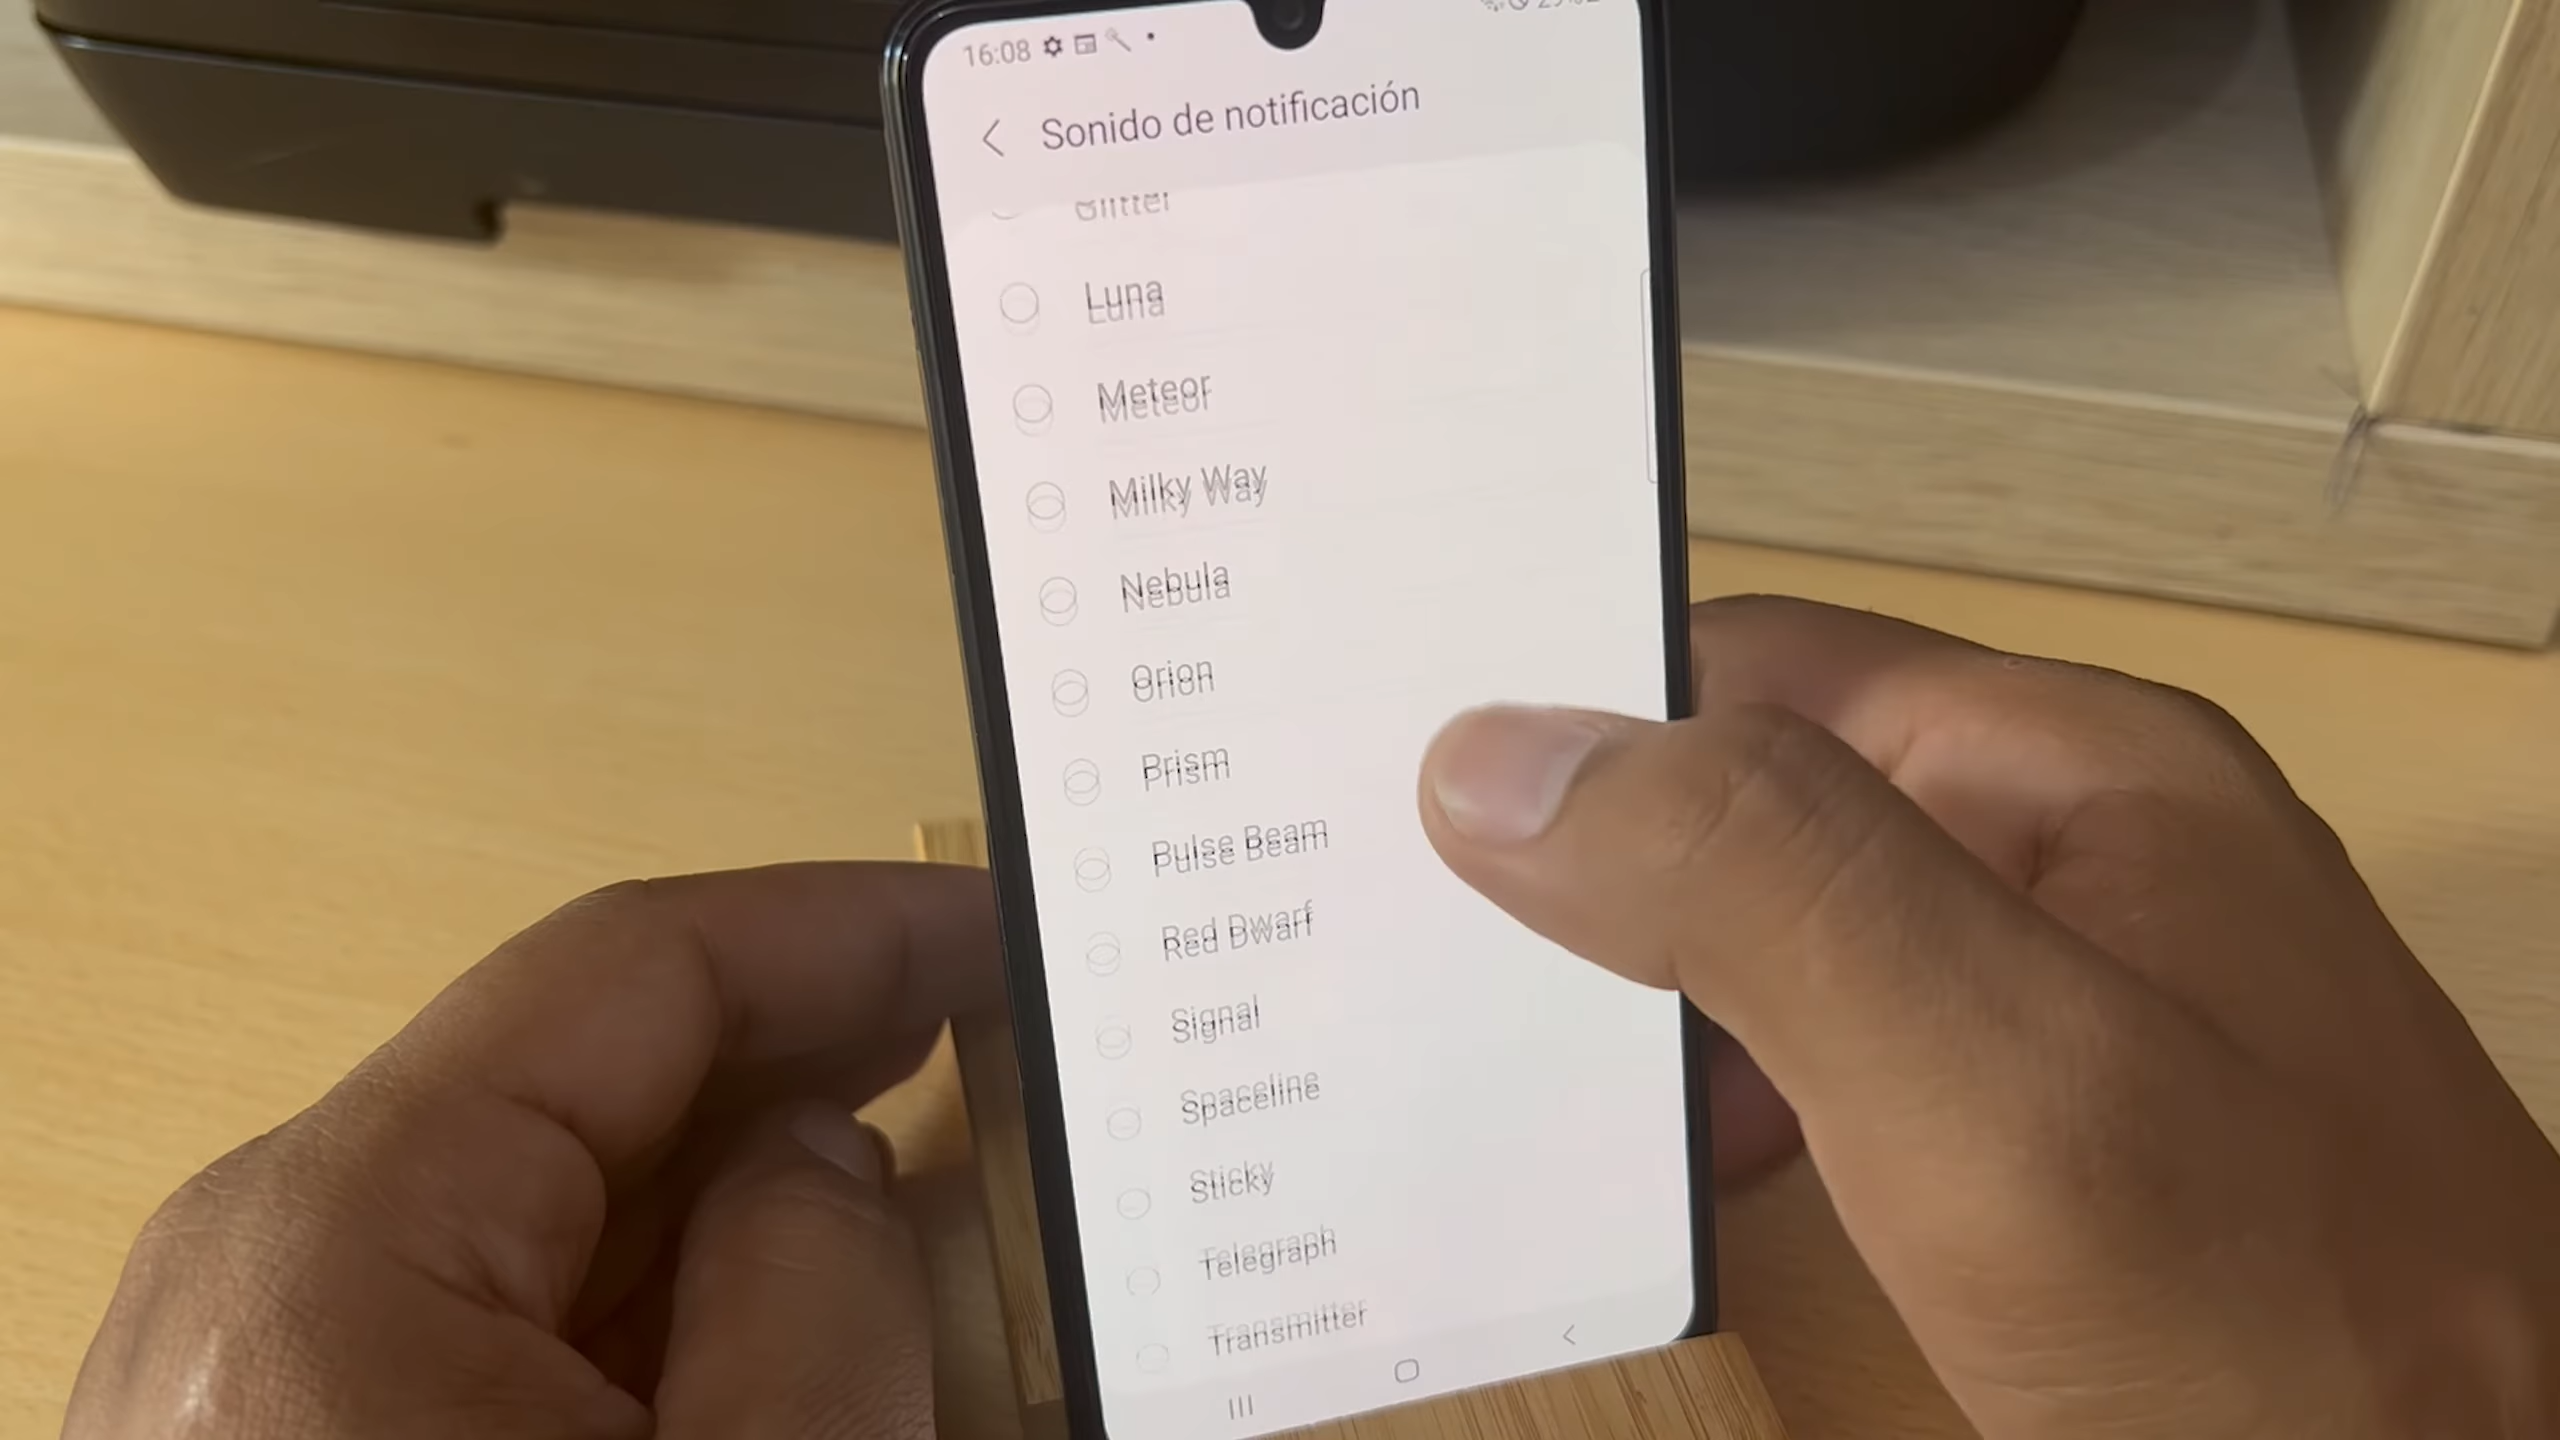 16:08
Sonido de notificación
Glitter
Luna
Meteor
Milky Way
Nebula
Orion
Prism
Pulse Beam
Red Dwarf
Signal
Spaceline
Sticky
Telegraph
Transmitter